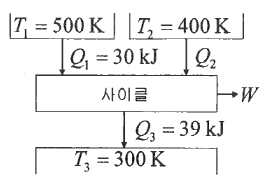 T₁ = 500 K T₂ = 400 K
Q₁ = 30 kJ Q₂
사이클 W
Q₃ = 39 kJ
T₃ = 300 K